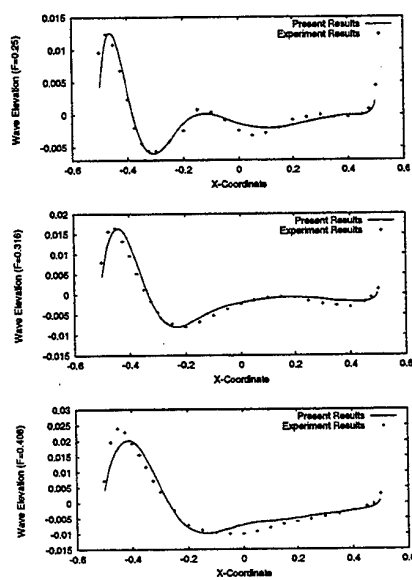 0.015
Present Results
Experiment Results
0.01
0.005
0
-0.005
Wave Elevation (F=0.25)
-0.6 -0.4 -0.2 0 0.2 0.4 0.6
X-Coordinate
0.02
Present Results
Experiment Results
0.015
0.01
0.005
0
-0.005
-0.01
-0.015
Wave Elevation (F=0.316)
-0.6 -0.4 -0.2 0 0.2 0.4 0.6
X-Coordinate
0.03
Present Results
Experiment Results
0.025
0.02
0.015
0.01
0.005
0
-0.005
-0.01
-0.015
Wave Elevation (F=0.408)
-0.6 -0.4 -0.2 0 0.2 0.4 0.6
X-Coordinate